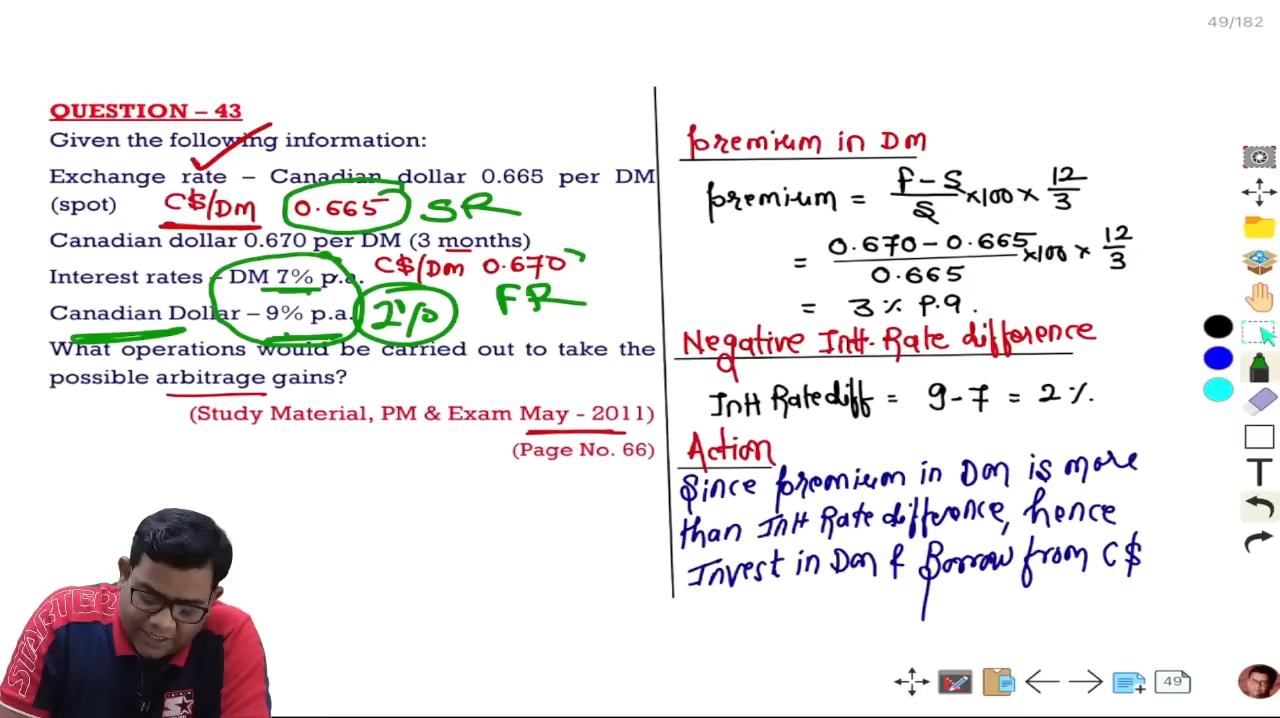 49/182
QUESTION – 43
Given the following information:
Exchange rate – Canadian dollar 0.665 per DM
(spot)
C$/Dm 0.665 SR
Canadian dollar 0.670 per DM (3 months)
C$/Dm 0.670
Interest rates – DM 7% p.a.
FR
Canadian Dollar – 9% p.a.
2%
What operations would be carried out to take the
possible arbitrage gains?
(Study Material, PM & Exam May - 2011)
(Page No. 66)
premium in Dm
premium = F-S/S ×100 × 12/3
= 0.670-0.665/0.665 ×100 × 12/3
= 3% P.a.
Negative Intt. Rate difference
Intt Rate diff = 9-7 = 2%.
Action
Since premium in Dm is more
than Intt Rate difference, hence
Invest in Dm & Borrow from C$
STARTER
T
49